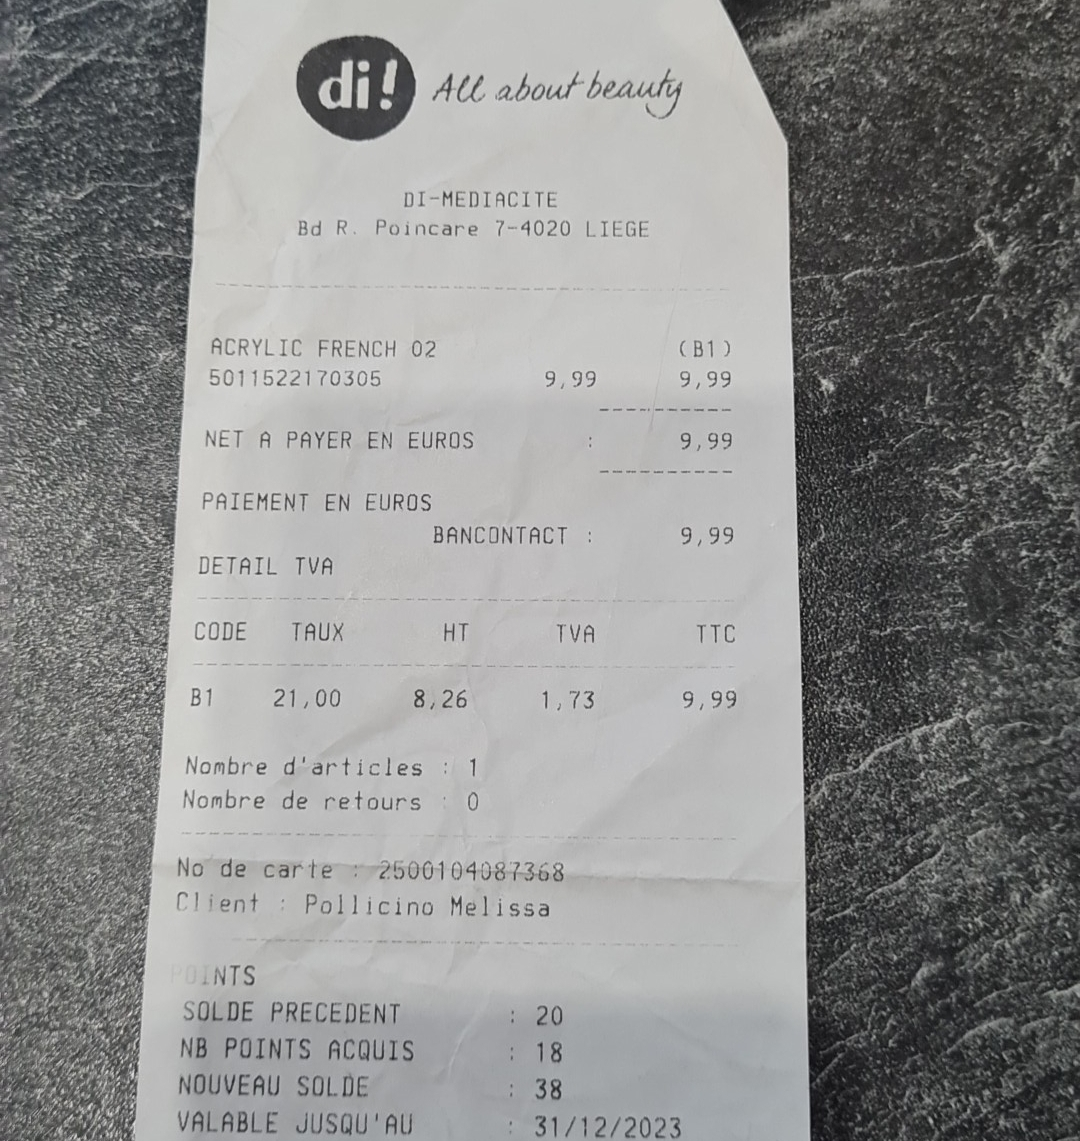 di! All about beauty
DI-MEDIACITE
Bd R. Poincare 7-4020 LIEGE
ACRYLIC FRENCH 02 (B1)
5011522170305 9,99 9,99
NET A PAYER EN EUROS : 9,99
PAIEMENT EN EUROS
BANCONTACT : 9,99
DETAIL TVA
CODE TAUX HT TVA TTC
B1 21,00 8,26 1,73 9,99
Nombre d'articles : 1
Nombre de retours : 0
No de carte : 2500104087368
Client : Pollicino Melissa
POINTS
SOLDE PRECEDENT : 20
NB POINTS ACQUIS : 18
NOUVEAU SOLDE : 38
VALABLE JUSQU'AU : 31/12/2023